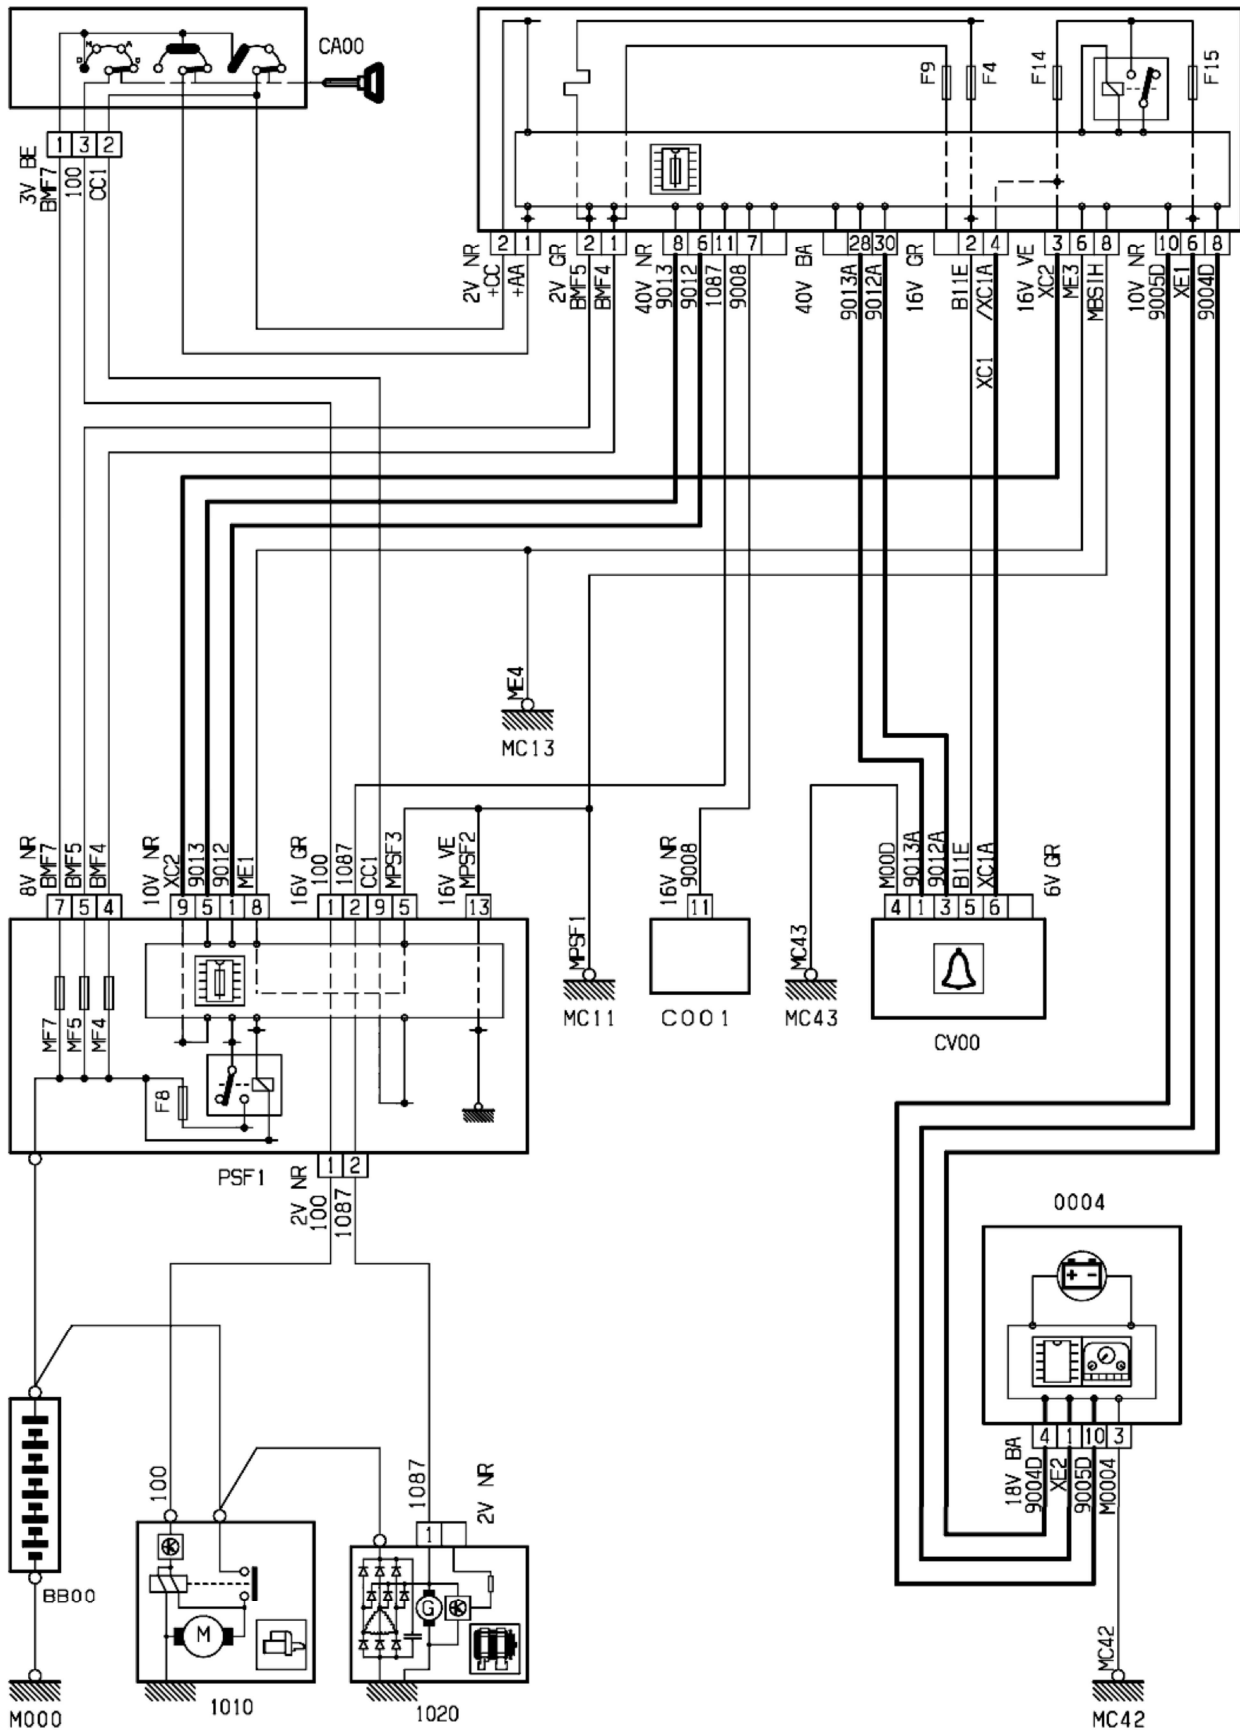 CA00
N
A
D
F9
F4
F14
F15
1 3 2
3V BE
BMF7
100
CC1
2 1
2 1
8 6 11 7
28 30
2 4
3 6 8
10 6 8
2V NR
+CC
+AA
2V GR
BMF5
BMF4
40V NR
9013
9012
1087
9008
40V BA
9013A
9012A
16V GR
B11E
/XC1A
XC1
16V VE
XC2
ME3
MBSIH
10V NR
9005D
XE1
9004D
ME4
MC13
8V NR
BMF7
BMF5
BMF4
10V NR
XC2
9013
9012
ME1
16V GR
100
1087
CC1
MPSF3
16V VE
MPSF2
MPSF1
16V NR
9008
MC43
M00D
9013A
9012A
B11E
XC1A
6V GR
7 5 4
9 5 1 8
1 2 9 5
13
11
4 1 3 5 6
MF7
MF5
MF4
F8
MC11
C001
MC43
CV00
PSF1
1 2
2V NR
100
1087
0004
+ -
4 1 10 3
18V BA
9004D
XE2
9005D
M0004
100
1087
2V NR
1
BB00
M
G
MC42
M000
1010
1020
MC42